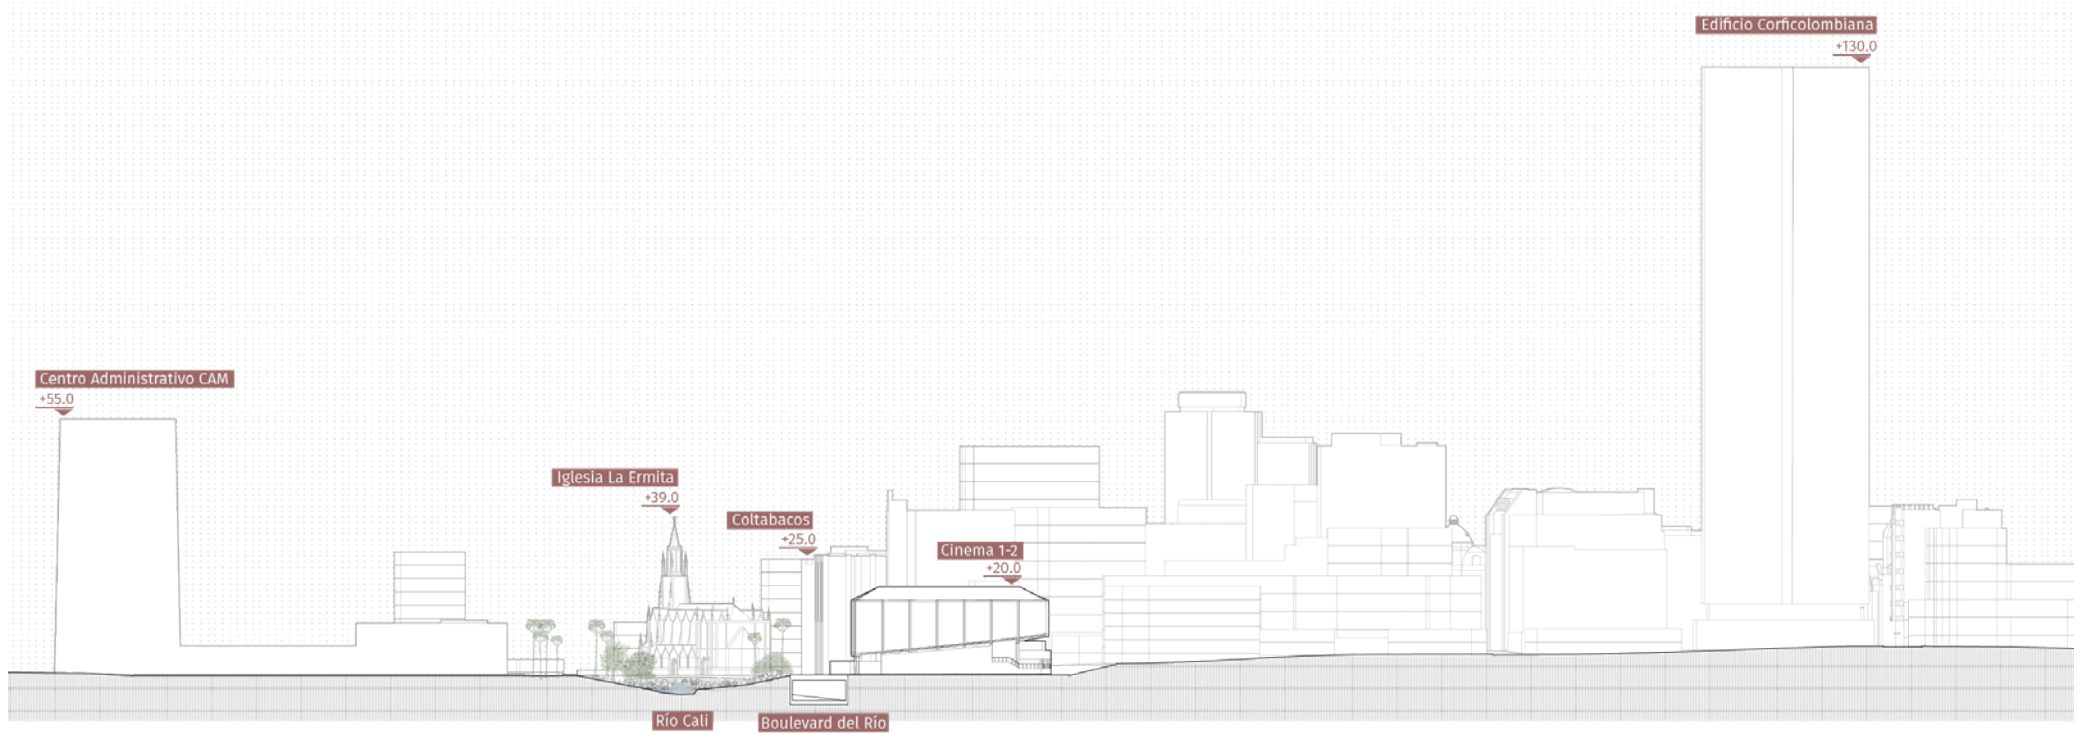 Edificio Corficolombiana
+130.0
Centro Administrativo CAM
+55.0
Iglesia La Ermita
+39.0
Coltabacos
+25.0
Cinema 1-2
+20.0
Río Cali
Boulevard del Río